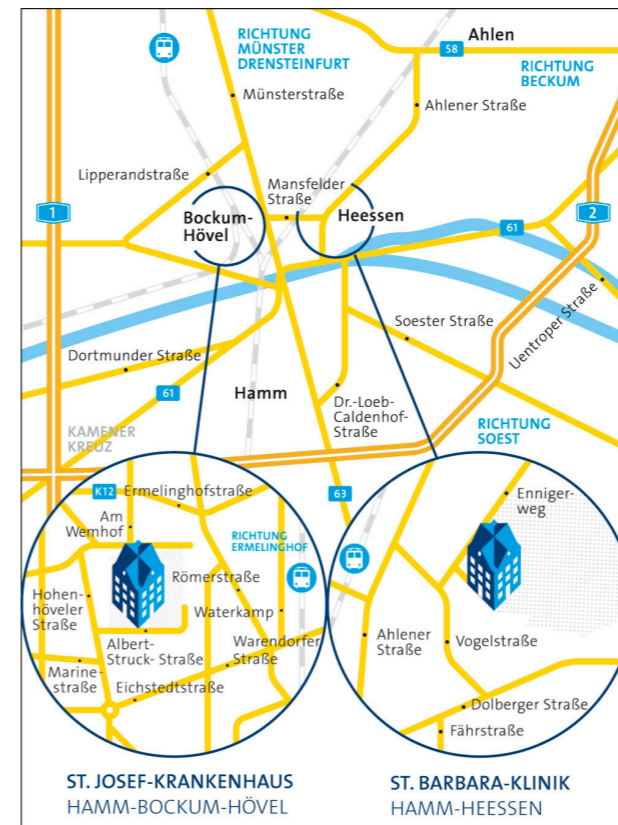 RICHTUNG
MÜNSTER
DRENSTEINFURT
Ahlen
58
RICHTUNG
BECKUM
Münsterstraße
Ahlener Straße
Lipperandstraße
Mansfelder
Straße
1
Bockum-
Hövel
Heessen
2
61
Uentroper Straße
Soester Straße
Dortmunder Straße
61
Hamm
Dr.-Loeb-
Caldenhof-
Straße
KAMENER
KREUZ
RICHTUNG
SOEST
K12
Ermelinghofstraße
63
Am
Wemhof
RICHTUNG
ERMELINGHOF
Enniger-
weg
Römerstraße
Hohen-
höveler
Straße
Waterkamp
Albert-
Struck-Straße
Warendorfer
Straße
Marine-
straße
Eichstedtstraße
Ahlener
Straße
Vogelstraße
Dolberger Straße
Fährstraße
ST. JOSEF-KRANKENHAUS
HAMM-BOCKUM-HÖVEL
ST. BARBARA-KLINIK
HAMM-HEESSEN